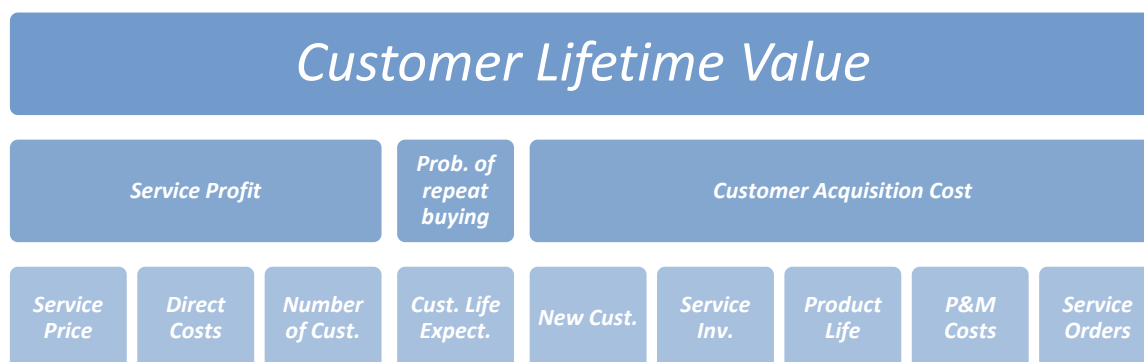 Customer Lifetime Value
Service Profit
Prob. of
repeat
buying
Customer Acquisition Cost
Service
Price
Direct
Costs
Number
of Cust.
Cust. Life
Expect.
New Cust.
Service
Inv.
Product
Life
P&M
Costs
Service
Orders